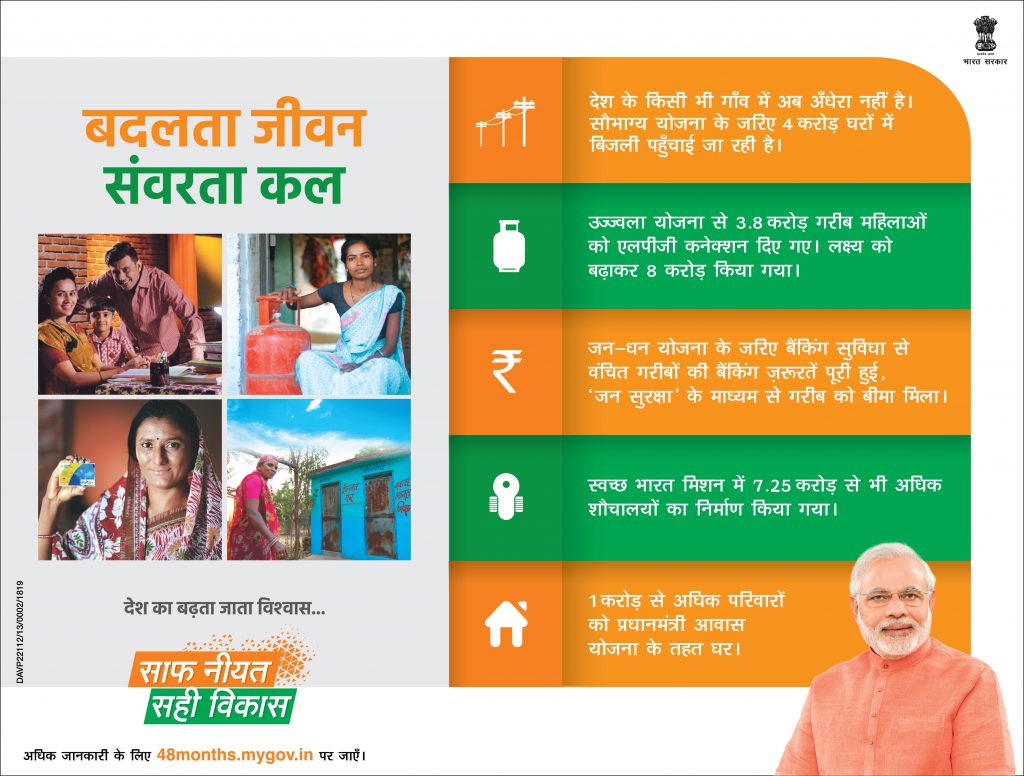 भारत सरकार
बदलता जीवन
संवरता कल
देश के किसी भी गाँव में अब अँधेरा नहीं है।
सौभाग्य योजना के जरिए 4 करोड़ घरों में
बिजली पहुँचाई जा रही है।
उज्ज्वला योजना से 3.8 करोड़ गरीब महिलाओं
को एलपीजी कनेक्शन दिए गए। लक्ष्य को
बढ़ाकर 8 करोड़ किया गया।
जन-धन योजना के जरिए बैंकिंग सुविधा से
वंचित गरीबों की बैंकिंग ज़रूरतें पूरी हुई,
‘जन सुरक्षा’ के माध्यम से गरीब को बीमा मिला।
स्वच्छ भारत मिशन में 7.25 करोड़ से भी अधिक
शौचालयों का निर्माण किया गया।
1 करोड़ से अधिक परिवारों
को प्रधानमंत्री आवास
योजना के तहत घर।
देश का बढ़ता जाता विश्वास...
साफ नीयत
सही विकास
DAVP22112/13/0002/1819
अधिक जानकारी के लिए 48months.mygov.in पर जाएँ।